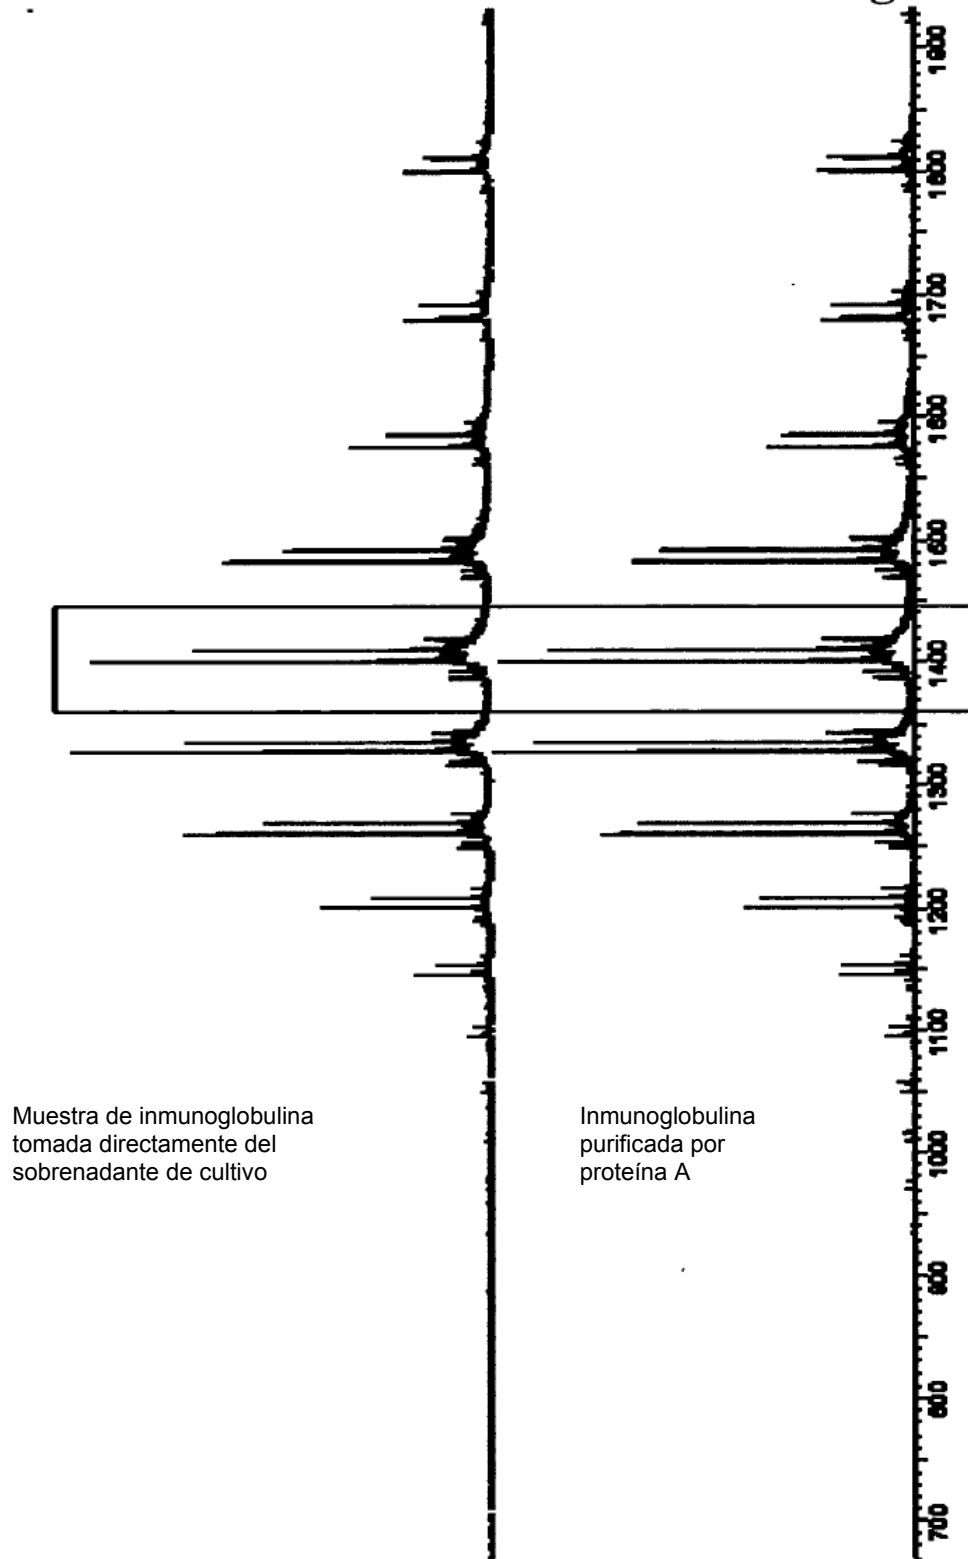 Muestra de inmunoglobulina
tomada directamente del
sobrenadante de cultivo
Inmunoglobulina
purificada por
proteína A
1900
1800
1700
1600
1500
1400
1300
1200
1100
1000
900
800
700